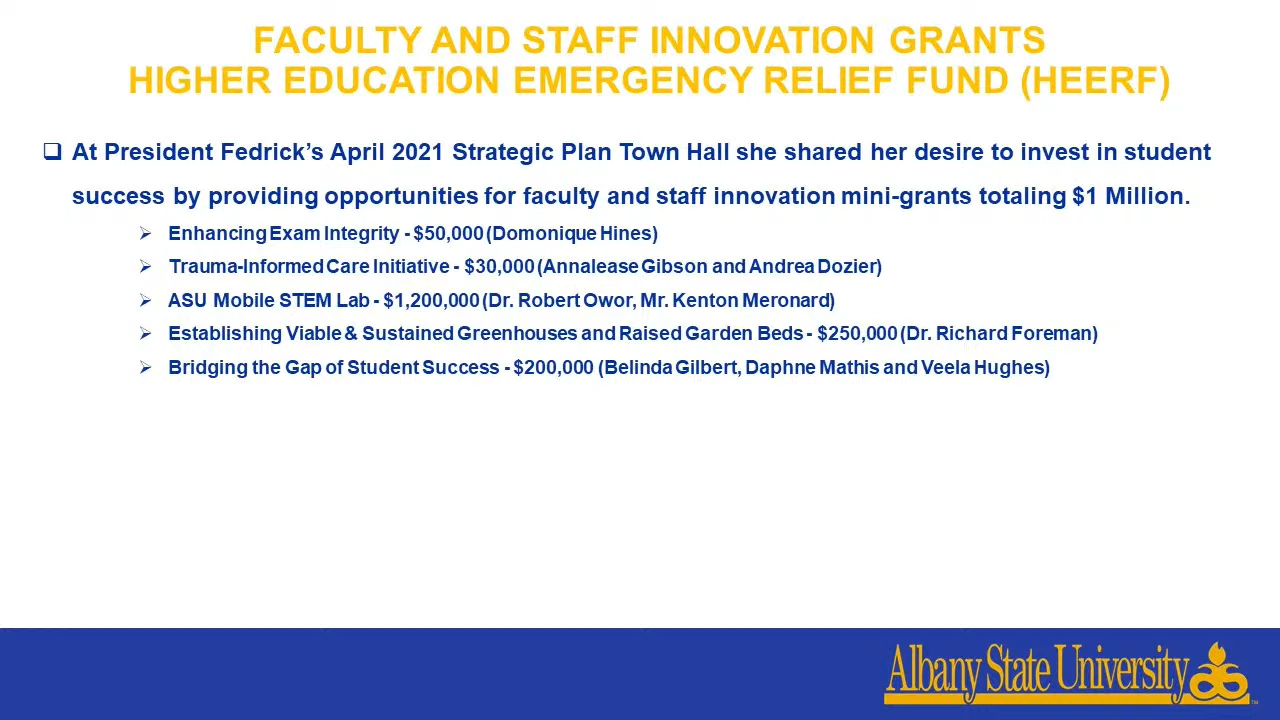 FACULTY AND STAFF INNOVATION GRANTS
HIGHER EDUCATION EMERGENCY RELIEF FUND (HEERF)
❑ At President Fedrick’s April 2021 Strategic Plan Town Hall she shared her desire to invest in student
success by providing opportunities for faculty and staff innovation mini-grants totaling $1 Million.
➢ Enhancing Exam Integrity - $50,000 (Domonique Hines)
➢ Trauma-Informed Care Initiative - $30,000 (Annalease Gibson and Andrea Dozier)
➢ ASU Mobile STEM Lab - $1,200,000 (Dr. Robert Owor, Mr. Kenton Meronard)
➢ Establishing Viable & Sustained Greenhouses and Raised Garden Beds - $250,000 (Dr. Richard Foreman)
➢ Bridging the Gap of Student Success - $200,000 (Belinda Gilbert, Daphne Mathis and Veela Hughes)
Albany State University
TM